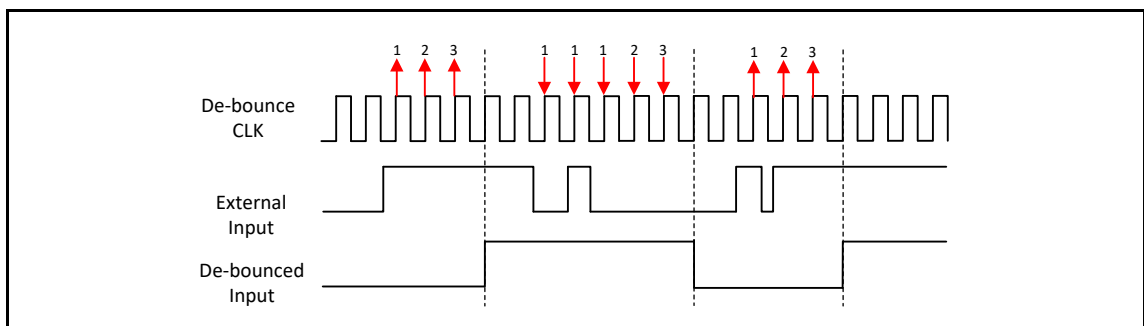 1 2 3 1 1 1 2 3 1 2 3
De-bounce
CLK
External
Input
De-bounced
Input